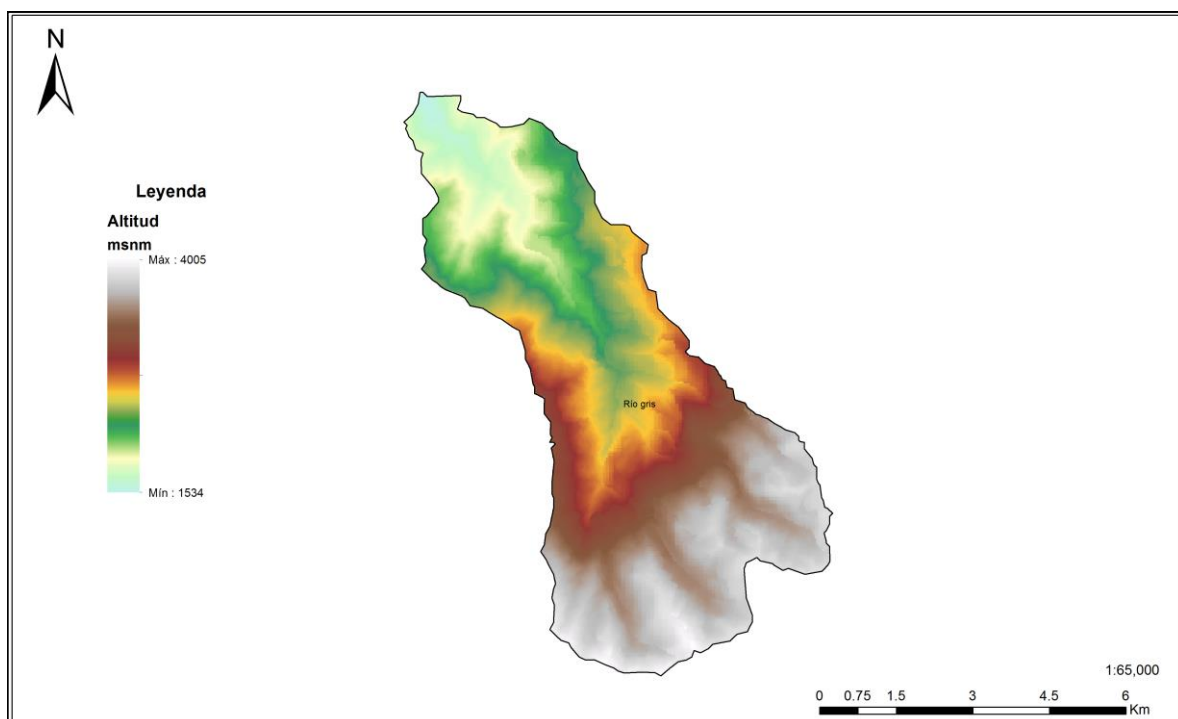 N
Leyenda
Altitud
msnm
Máx : 4005
Mín : 1534
Río gris
1:65,000
0 0.75 1.5 3 4.5 6
Km